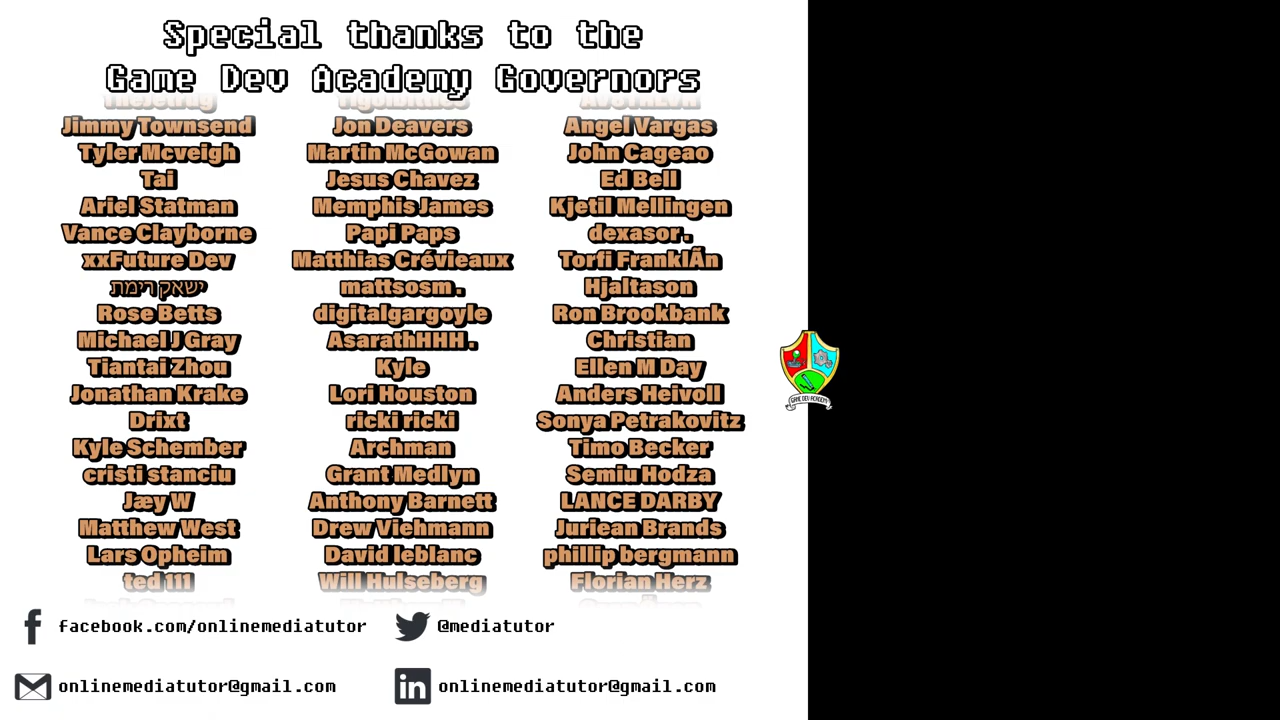 Special thanks to the
Game Dev Academy Governors
Jimmy Townsend
Tyler Mcveigh
Tai
Ariel Statman
Vance Clayborne
xxFuture Dev
ישאק רימת
Rose Betts
Michael J Gray
Tiantai Zhou
Jonathan Krake
Drixt
Kyle Schember
cristi stanciu
Jæy W
Matthew West
Lars Opheim
ted 111
Jon Deavers
Martin McGowan
Jesus Chavez
Memphis James
Papi Paps
Matthias Crévieaux
mattsosm .
digitalgargoyle
AsarathHHH .
Kyle
Lori Houston
ricki ricki
Archman
Grant Medlyn
Anthony Barnett
Drew Viehmann
David leblanc
Will Hulseberg
Angel Vargas
John Cageao
Ed Bell
Kjetil Mellingen
dexasor .
Torfi FranklÃn
Hjaltason
Ron Brookbank
Christian
Ellen M Day
Anders Heivoll
Sonya Petrakovitz
Timo Becker
Semiu Hodza
LANCE DARBY
Juriean Brands
phillip bergmann
Florian Herz
GAME DEV ACADEMY
facebook.com/onlinemediatutor
@mediatutor
onlinemediatutor@gmail.com
in
onlinemediatutor@gmail.com